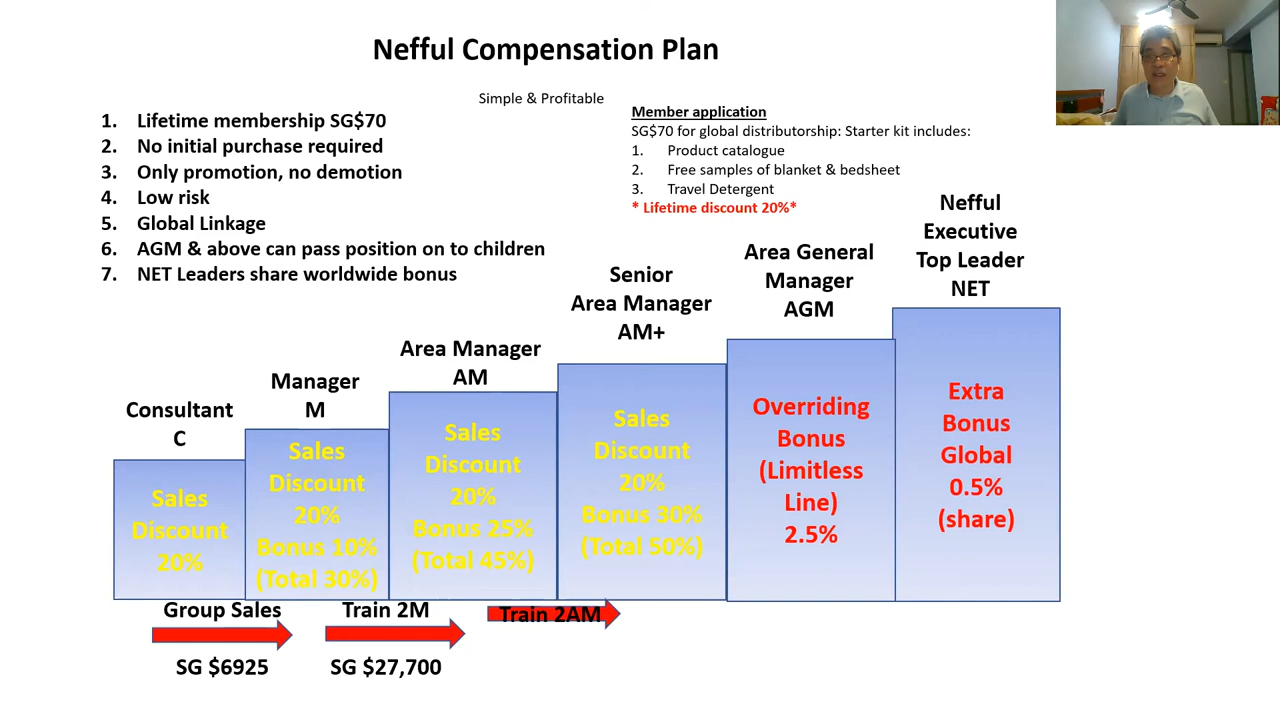 Nefful Compensation Plan
Simple & Profitable
1. Lifetime membership SG$70
2. No initial purchase required
3. Only promotion, no demotion
4. Low risk
5. Global Linkage
6. AGM & above can pass position on to children
7. NET Leaders share worldwide bonus
Member application
SG$70 for global distributorship: Starter kit includes:
1. Product catalogue
2. Free samples of blanket & bedsheet
3. Travel Detergent
* Lifetime discount 20%*
Consultant
C
Sales
Discount
20%
Manager
M
Sales
Discount
20%
Bonus 10%
(Total 30%)
Area Manager
AM
Sales
Discount
20%
Bonus 25%
(Total 45%)
Senior
Area Manager
AM+
Sales
Discount
20%
Bonus 30%
(Total 50%)
Area General
Manager
AGM
Overriding
Bonus
(Limitless
Line)
2.5%
Nefful
Executive
Top Leader
NET
Extra
Bonus
Global
0.5%
(share)
Group Sales
SG $6925
Train 2M
SG $27,700
Train 2AM